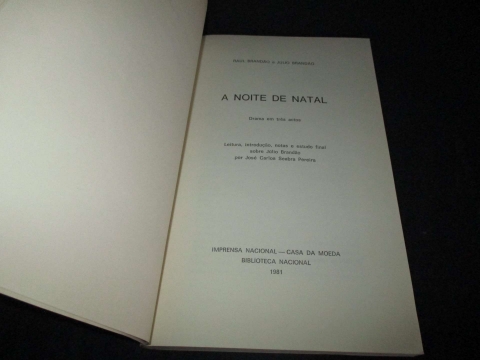 RAUL BRANDÃO e JÚLIO BRANDÃO
A NOITE DE NATAL
Drama em três actos
Leitura, introdução, notas e estudo final
sobre Júlio Brandão
por José Carlos Seabra Pereira
IMPRENSA NACIONAL — CASA DA MOEDA
BIBLIOTECA NACIONAL
1981